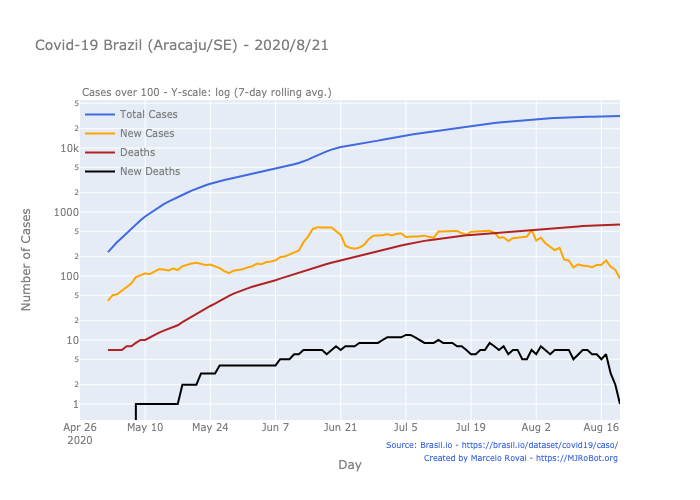 Covid-19 Brazil (Aracaju/SE) - 2020/8/21
Cases over 100 - Y-scale: log (7-day rolling avg.)
Total Cases
New Cases
Deaths
New Deaths
5
2
10k
5
2
1000
5
2
100
5
2
10
5
2
1
Number of Cases
Apr 26
2020
May 10
May 24
Jun 7
Jun 21
Jul 5
Jul 19
Aug 2
Aug 16
Day
Source: Brasil.io - https://brasil.io/dataset/covid19/caso/
Created by Marcelo Rovai - https://MJRoBot.org